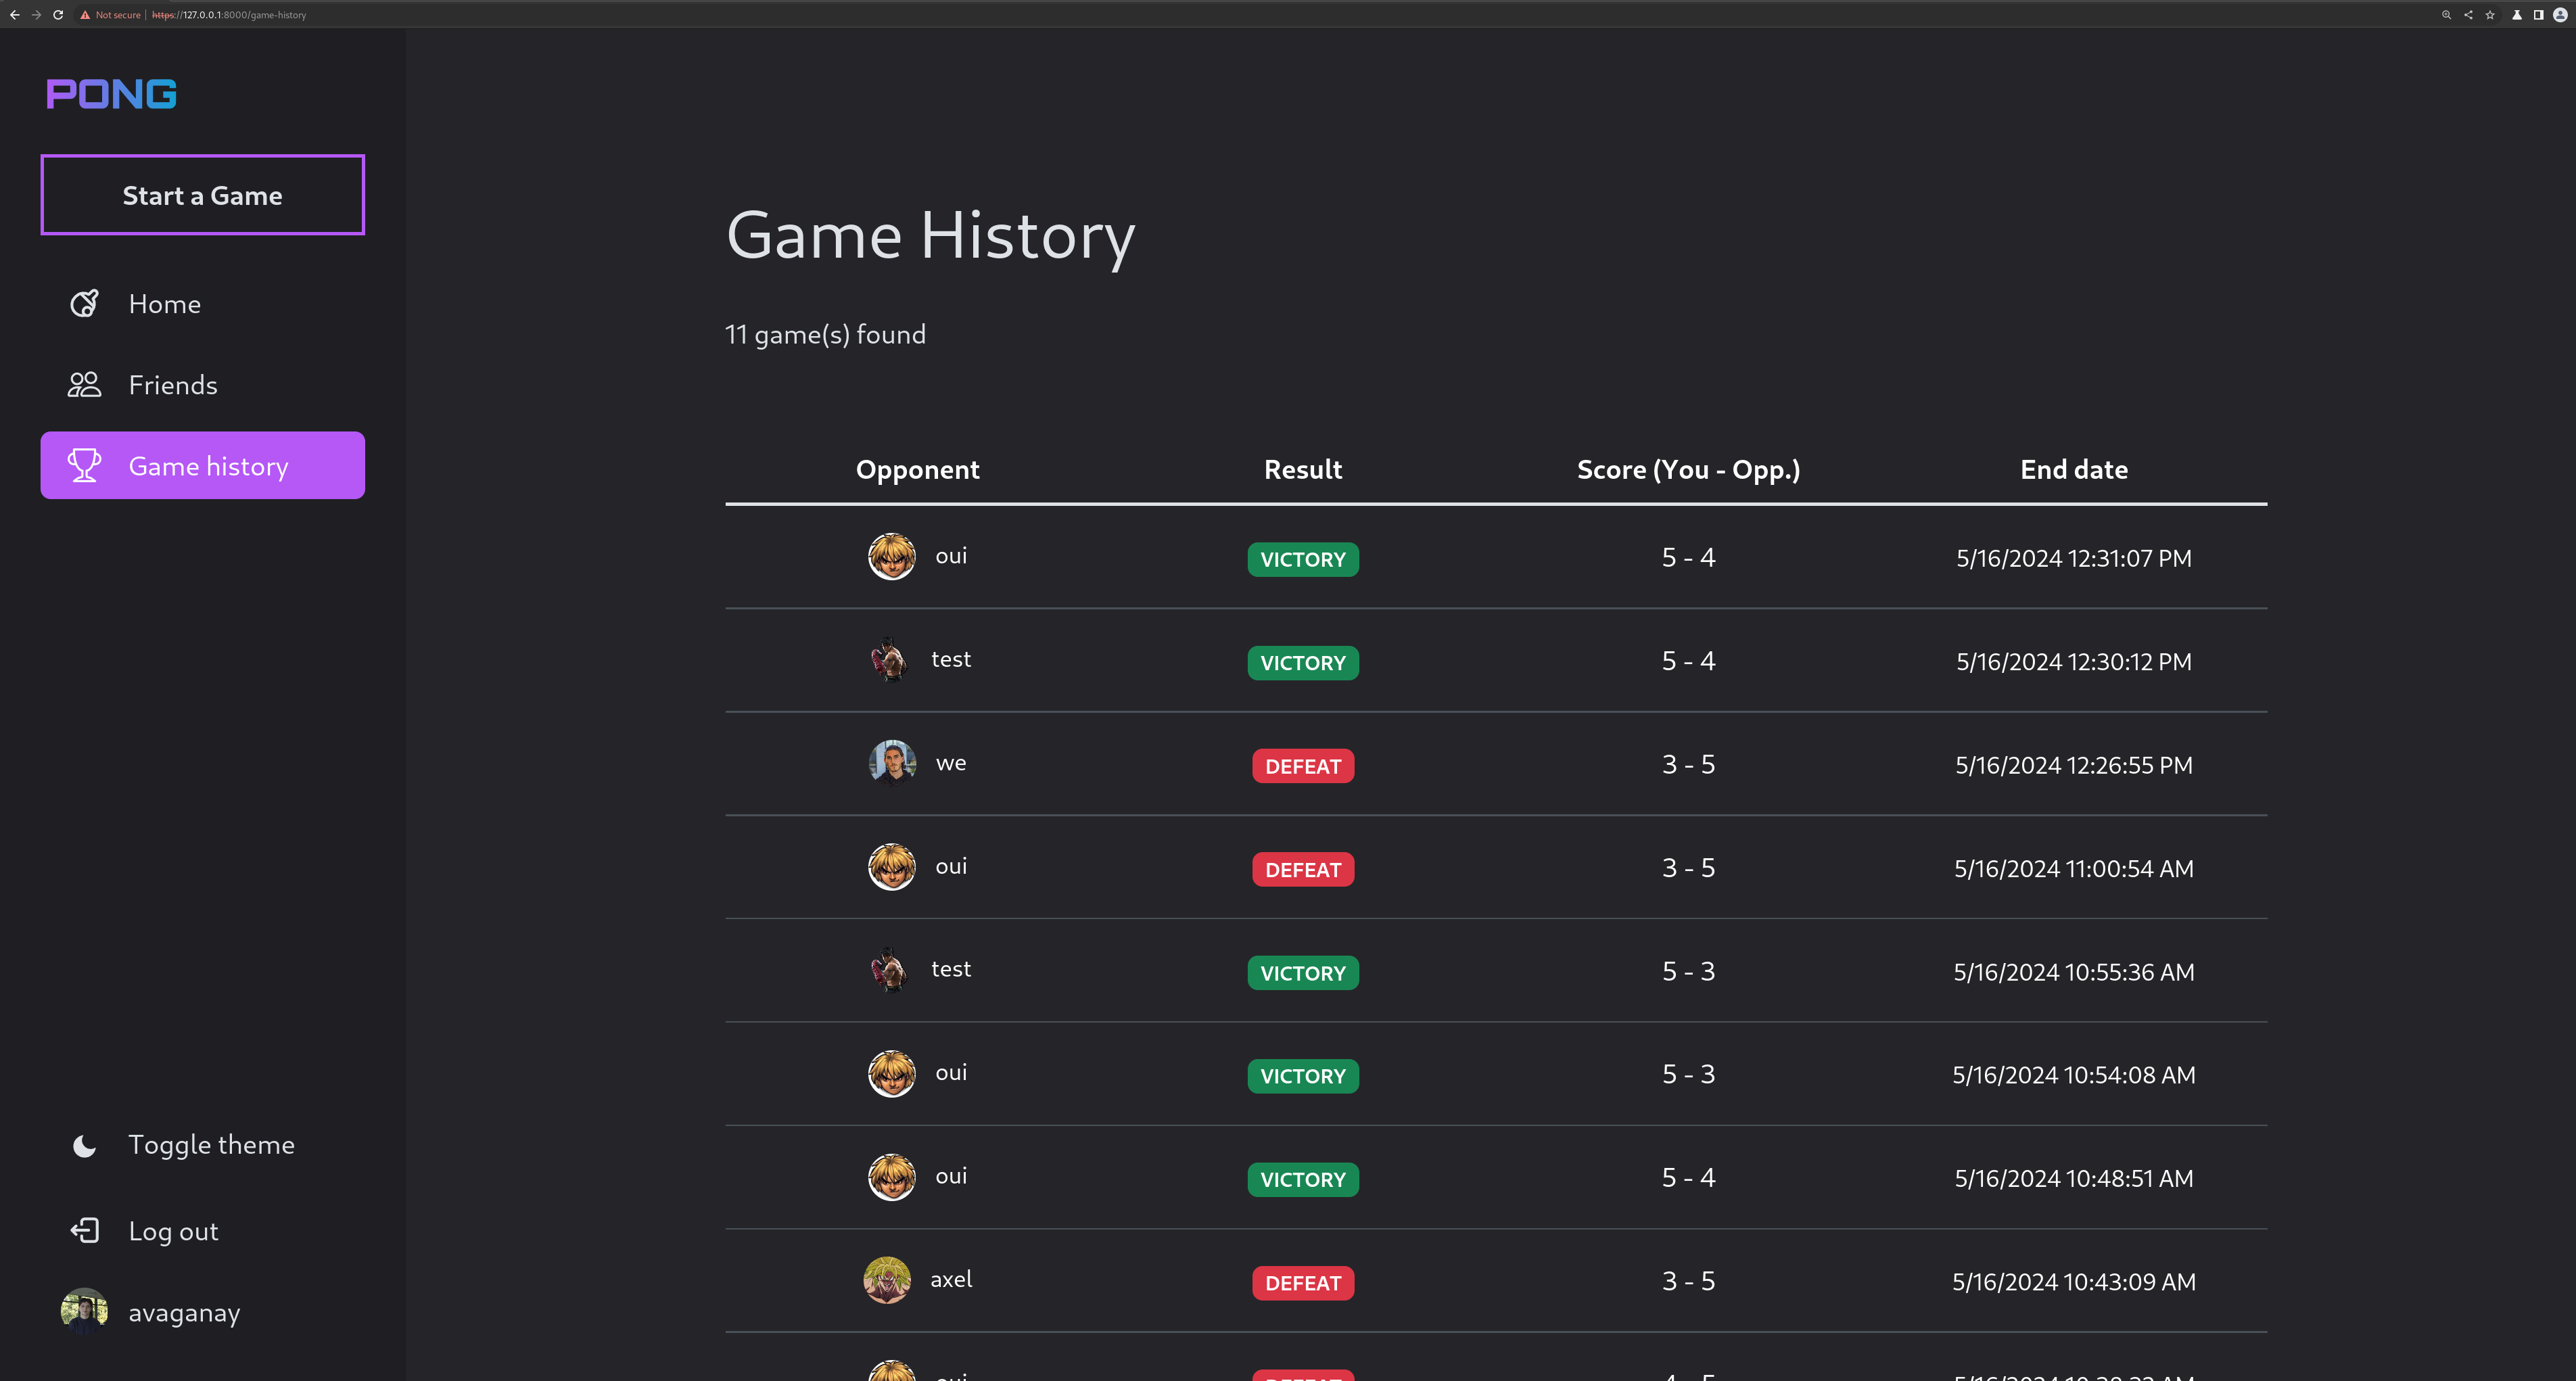 Not secure https://127.0.0.1:8000/game-history
PONG
Start a Game
Home
Friends
Game history
Toggle theme
Log out
avaganay
Game History
11 game(s) found
Opponent Result Score (You - Opp.) End date
oui VICTORY 5 - 4 5/16/2024 12:31:07 PM
test VICTORY 5 - 4 5/16/2024 12:30:12 PM
we DEFEAT 3 - 5 5/16/2024 12:26:55 PM
oui DEFEAT 3 - 5 5/16/2024 11:00:54 AM
test VICTORY 5 - 3 5/16/2024 10:55:36 AM
oui VICTORY 5 - 3 5/16/2024 10:54:08 AM
oui VICTORY 5 - 4 5/16/2024 10:48:51 AM
axel DEFEAT 3 - 5 5/16/2024 10:43:09 AM
oui DEFEAT 4 - 5